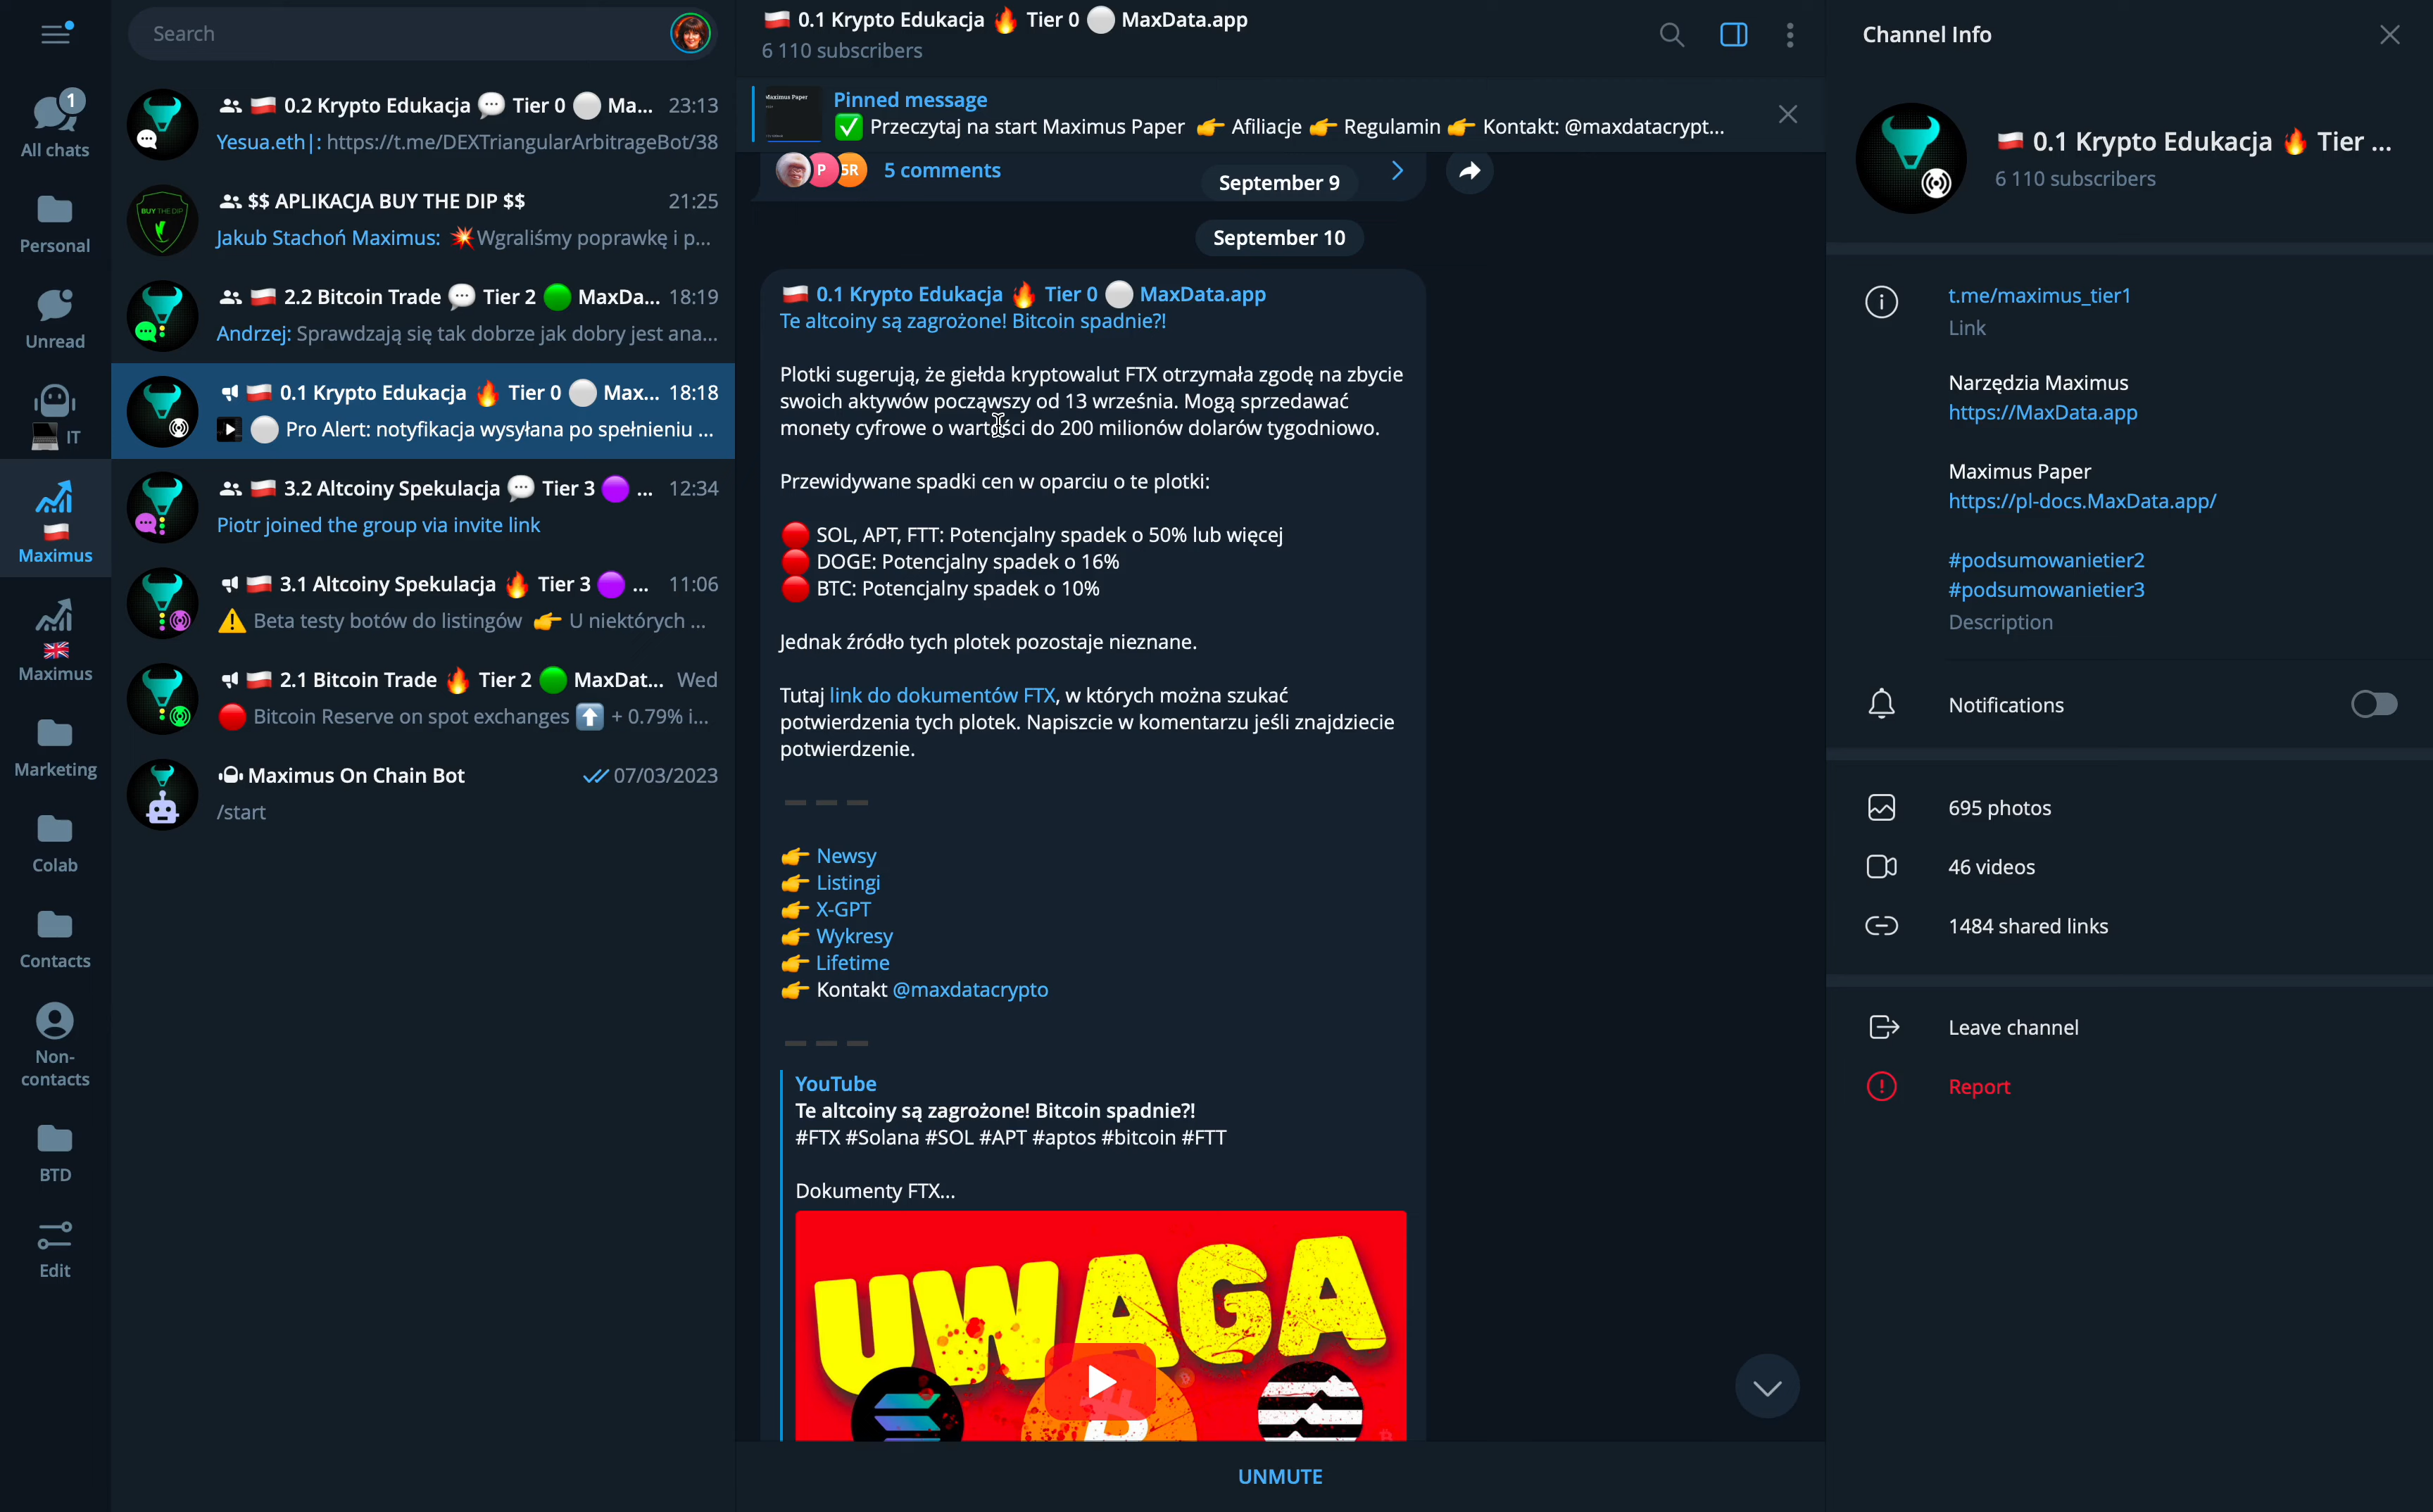 Search
1
All chats
Personal
Unread
IT
Maximus
Maximus
Marketing
Colab
Contacts
Non-
contacts
BTD
Edit
🇵🇱 0.2 Krypto Edukacja 💬 Tier 0 ⚪ Ma... 23:13
Yesua.eth|: https://t.me/DEXTriangularArbitrageBot/38
BUY THE DIP
$$ APLIKACJA BUY THE DIP $$ 21:25
Jakub Stachoń Maximus: 💥Wgraliśmy poprawkę i p...
🇵🇱 2.2 Bitcoin Trade 💬 Tier 2 🟢 MaxDa... 18:19
Andrzej: Sprawdzają się tak dobrze jak dobry jest ana...
🇵🇱 0.1 Krypto Edukacja 🔥 Tier 0 ⚪ Max... 18:18
⚪ Pro Alert: notyfikacja wysyłana po spełnieniu ...
🇵🇱 3.2 Altcoiny Spekulacja 💬 Tier 3 🟣 ... 12:34
Piotr joined the group via invite link
🇵🇱 3.1 Altcoiny Spekulacja 🔥 Tier 3 🟣 ... 11:06
⚠️ Beta testy botów do listingów 👉 U niektórych ...
🇵🇱 2.1 Bitcoin Trade 🔥 Tier 2 🟢 MaxDat... Wed
🔴 Bitcoin Reserve on spot exchanges ⬆️ + 0.79% i...
Maximus On Chain Bot 07/03/2023
/start
🇵🇱 0.1 Krypto Edukacja 🔥 Tier 0 ⚪ MaxData.app
6 110 subscribers
Maximus Paper
Pinned message
✅ Przeczytaj na start Maximus Paper 👉 Afiliacje 👉 Regulamin 👉 Kontakt: @maxdatacrypt...
P 5R 5 comments
September 9
September 10
🇵🇱 0.1 Krypto Edukacja 🔥 Tier 0 ⚪ MaxData.app
Te altcoiny są zagrożone! Bitcoin spadnie?!
Plotki sugerują, że giełda kryptowalut FTX otrzymała zgodę na zbycie
swoich aktywów począwszy od 13 września. Mogą sprzedawać
monety cyfrowe o wartości do 200 milionów dolarów tygodniowo.
Przewidywane spadki cen w oparciu o te plotki:
🔴 SOL, APT, FTT: Potencjalny spadek o 50% lub więcej
🔴 DOGE: Potencjalny spadek o 16%
🔴 BTC: Potencjalny spadek o 10%
Jednak źródło tych plotek pozostaje nieznane.
Tutaj link do dokumentów FTX, w których można szukać
potwierdzenia tych plotek. Napiszcie w komentarzu jeśli znajdziecie
potwierdzenie.
➖➖➖
👉 Newsy
👉 Listingi
👉 X-GPT
👉 Wykresy
👉 Lifetime
👉 Kontakt @maxdatacrypto
➖➖➖
YouTube
Te altcoiny są zagrożone! Bitcoin spadnie?!
#FTX #Solana #SOL #APT #aptos #bitcoin #FTT
Dokumenty FTX...
UWAGA
UNMUTE
Channel Info
🇵🇱 0.1 Krypto Edukacja 🔥 Tier ...
6 110 subscribers
t.me/maximus_tier1
Link
Narzędzia Maximus
https://MaxData.app
Maximus Paper
https://pl-docs.MaxData.app/
#podsumowanietier2
#podsumowanietier3
Description
Notifications
695 photos
46 videos
1484 shared links
Leave channel
Report